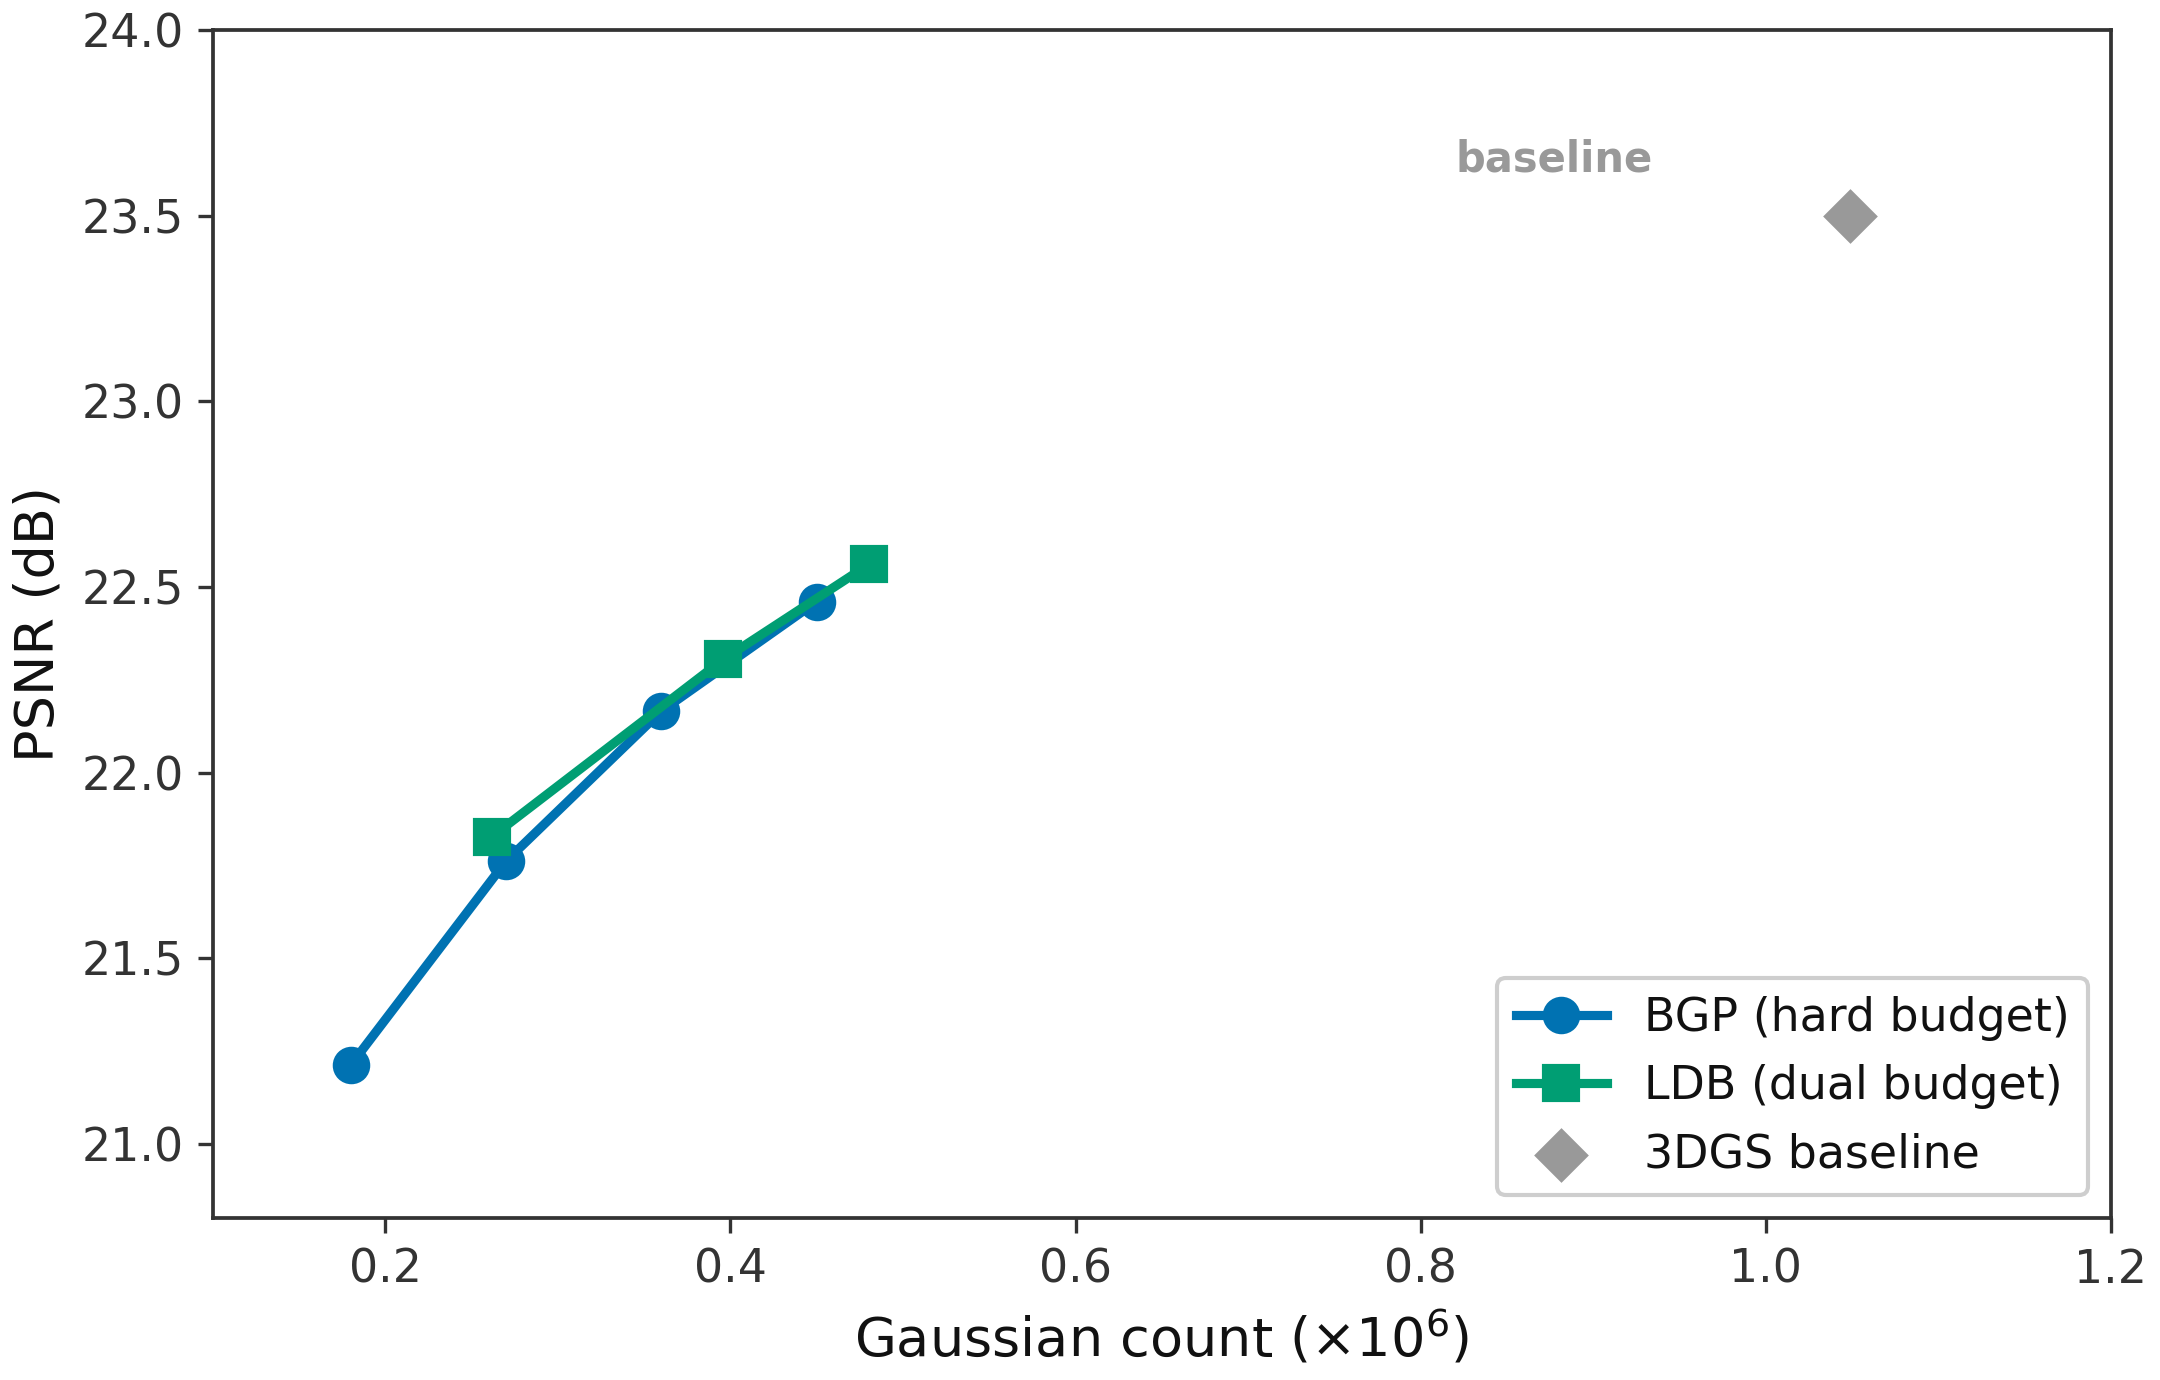 24.0
23.5
23.0
22.5
22.0
21.5
21.0
PSNR (dB)
baseline
BGP (hard budget)
LDB (dual budget)
3DGS baseline
0.2 0.4 0.6 0.8 1.0 1.2
Gaussian count (×10⁶)